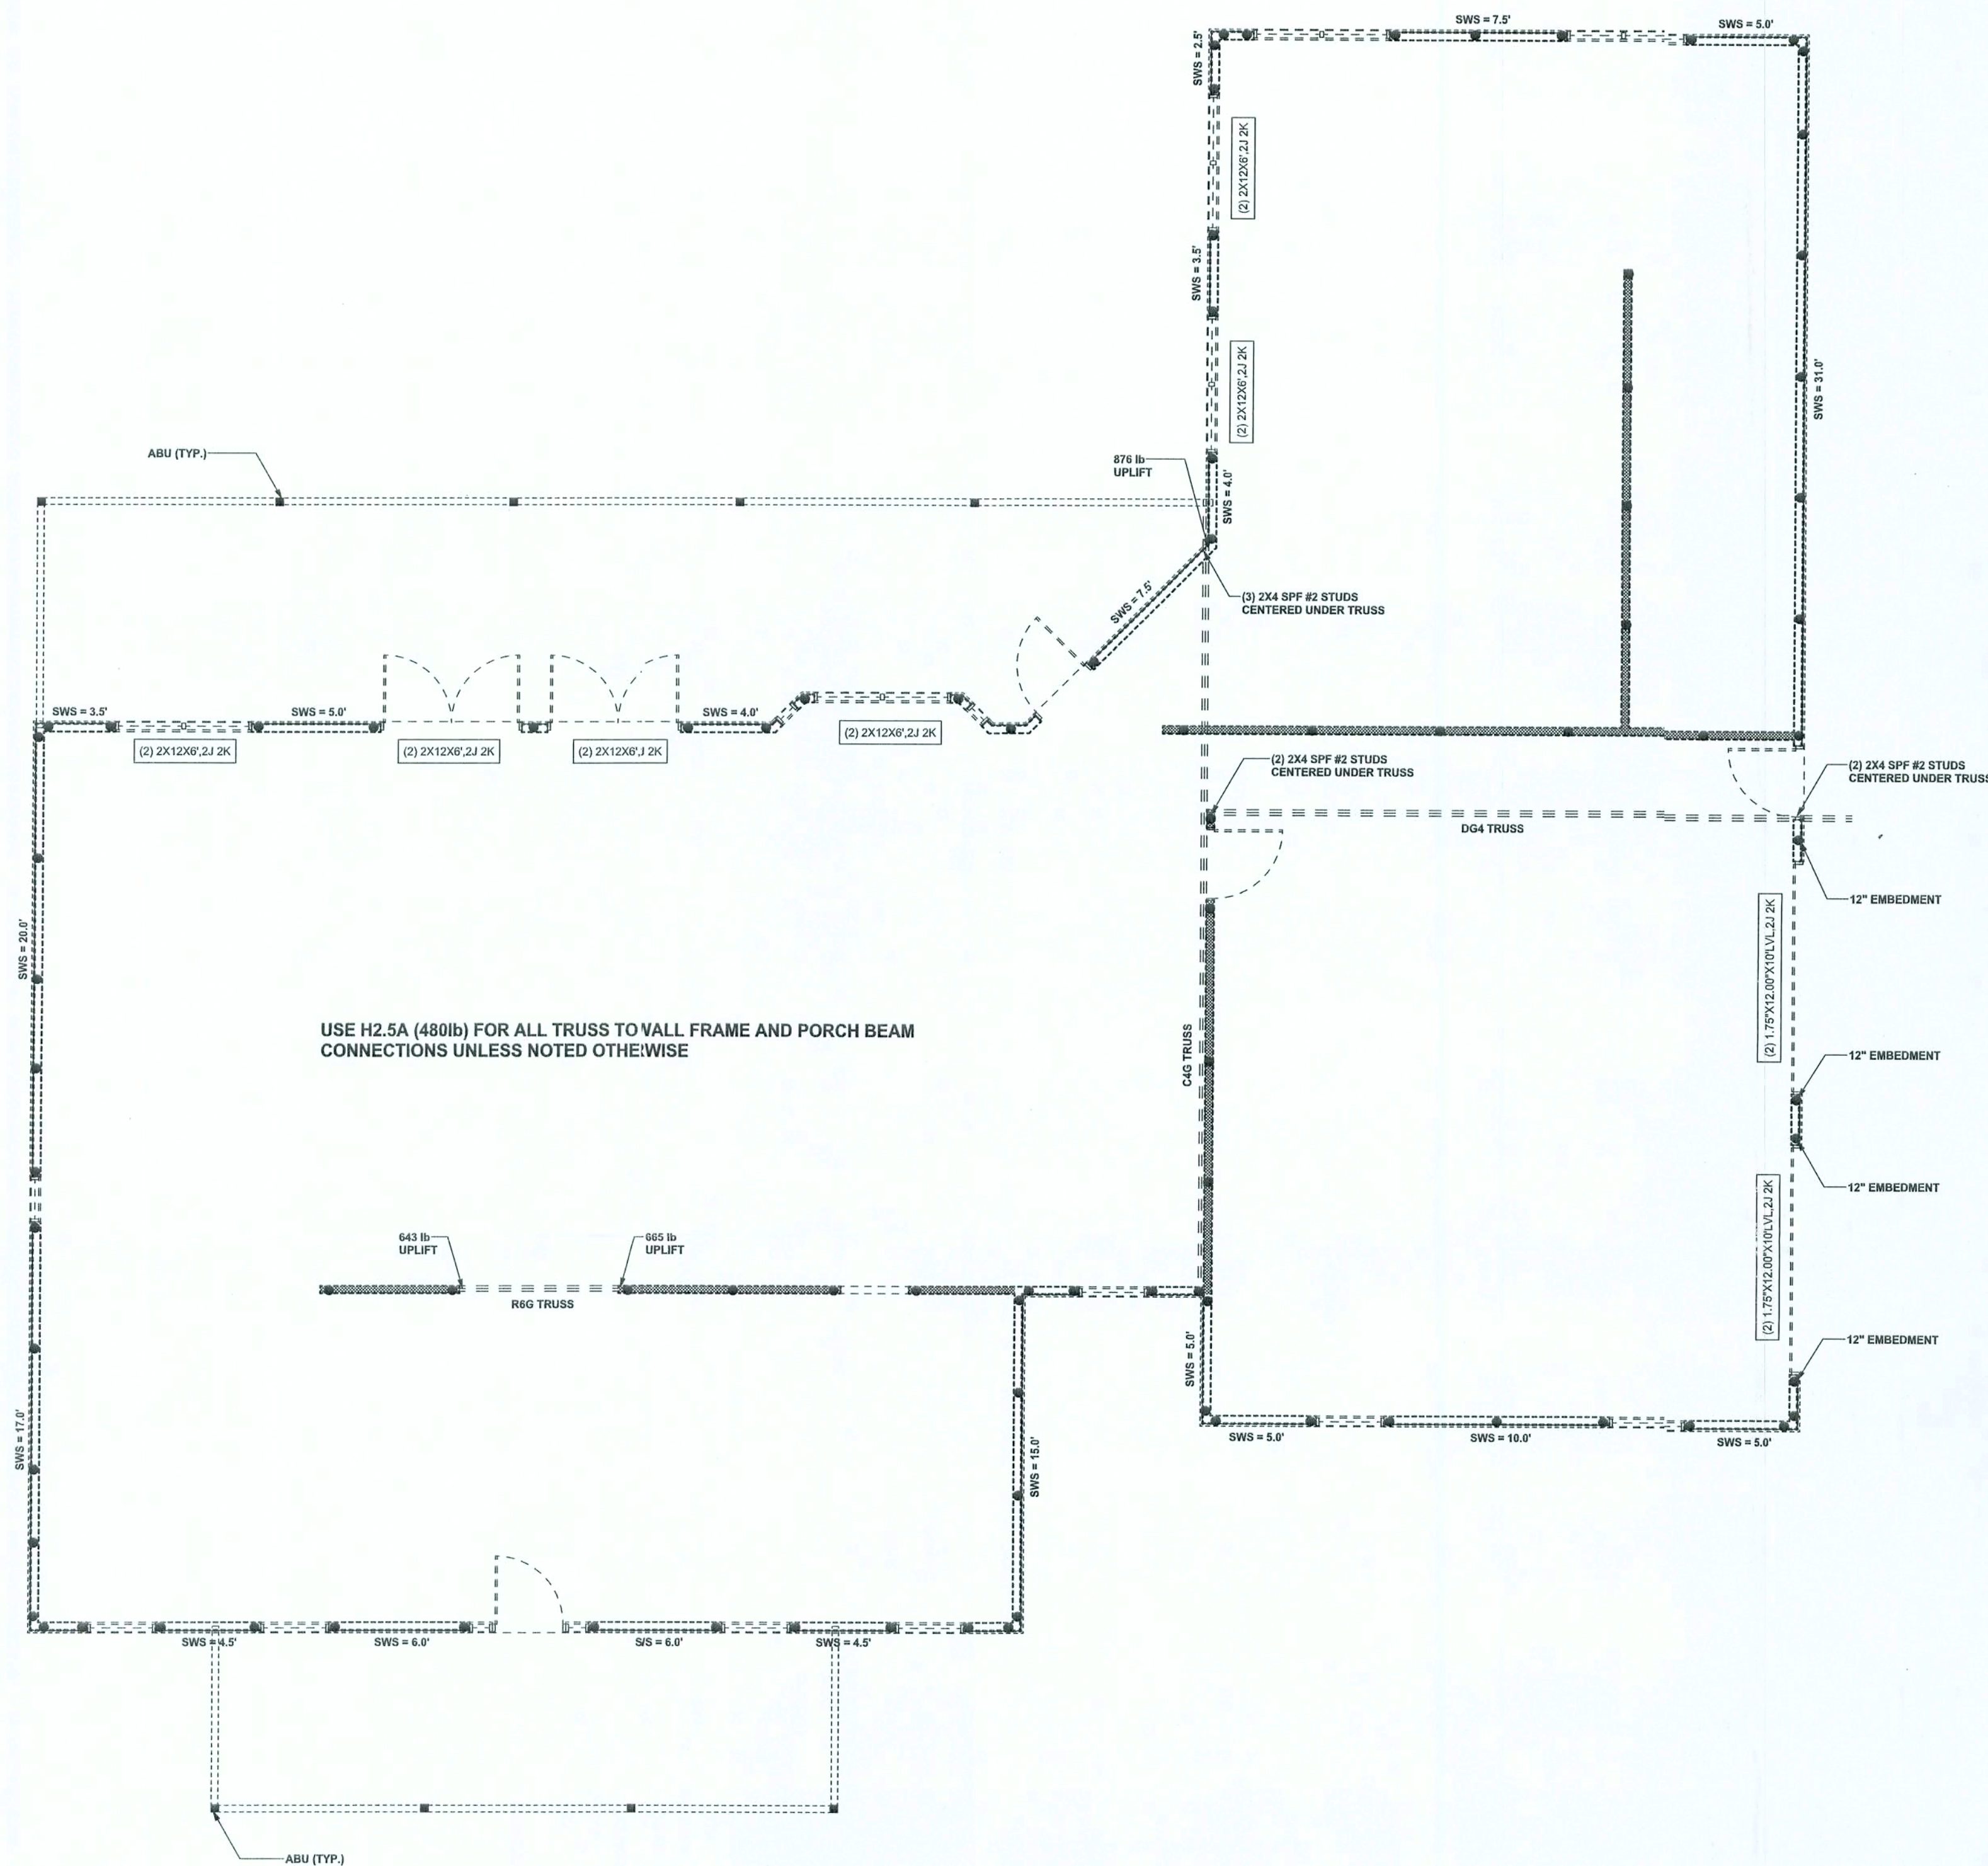 SWS = 7.5'
SWS = 5.0'
SWS = 2.5'
(2) 2X12X6',2J 2K
SWS = 3.5'
(2) 2X12X6',2J 2K
SWS = 31.0'
ABU (TYP.)
876 lb
UPLIFT
SWS = 4.0'
SWS = 7.5'
(3) 2X4 SPF #2 STUDS
CENTERED UNDER TRUSS
SWS = 3.5'
SWS = 5.0'
SWS = 4.0'
(2) 2X12X6',2J 2K
(2) 2X12X6',2J 2K
(2) 2X12X6',J 2K
(2) 2X12X6',2J 2K
(2) 2X4 SPF #2 STUDS
CENTERED UNDER TRUSS
(2) 2X4 SPF #2 STUDS
CENTERED UNDER TRUSS
DG4 TRUSS
12" EMBEDMENT
SWS = 20.0'
(2) 1.75"X12.00"X10'LVL,2J 2K
USE H2.5A (480lb) FOR ALL TRUSS TO WALL FRAME AND PORCH BEAM
CONNECTIONS UNLESS NOTED OTHERWISE
C4G TRUSS
12" EMBEDMENT
12" EMBEDMENT
643 lb
UPLIFT
665 lb
UPLIFT
R6G TRUSS
(2) 1.75"X12.00"X10'LVL,2J 2K
12" EMBEDMENT
SWS = 5.0'
SWS = 17.0'
SWS = 15.0'
SWS = 5.0'
SWS = 10.0'
SWS = 5.0'
SWS = 4.5'
SWS = 6.0'
S/S = 6.0'
SWS = 4.5'
ABU (TYP.)